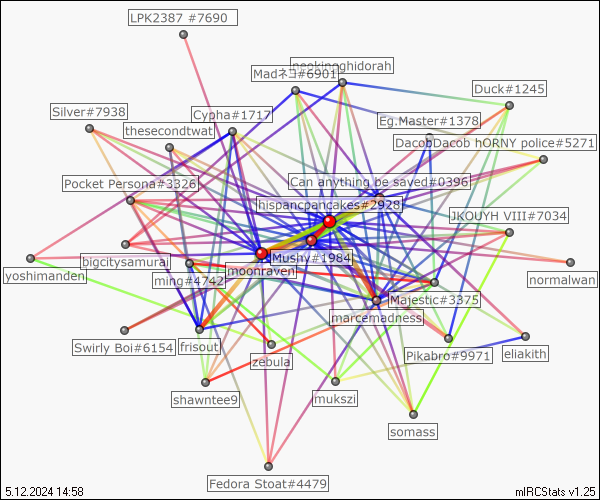 LPK2387 #7690
neokingghidorah
Madネコ#6901
Duck#1245
Silver#7938
Cypha#1717
Eg.Master#1378
thesecondtwat
DacobDacob hORNY police#5271
Pocket Persona#3326
Can anything be saved#0396
hispancpancakes#2928
JKOUYH VIII#7034
bigcitysamurai
Mushy#1984
yoshimanden
ming#4742
moonraven
normalwan
Majestic#3375
marcemadness
Swirly Boi#6154
frisout
zebula
Pikabro#9971
eliakith
shawntee9
mukszi
somass
Fedora Stoat#4479
5.12.2024 14:58
mIRCStats v1.25